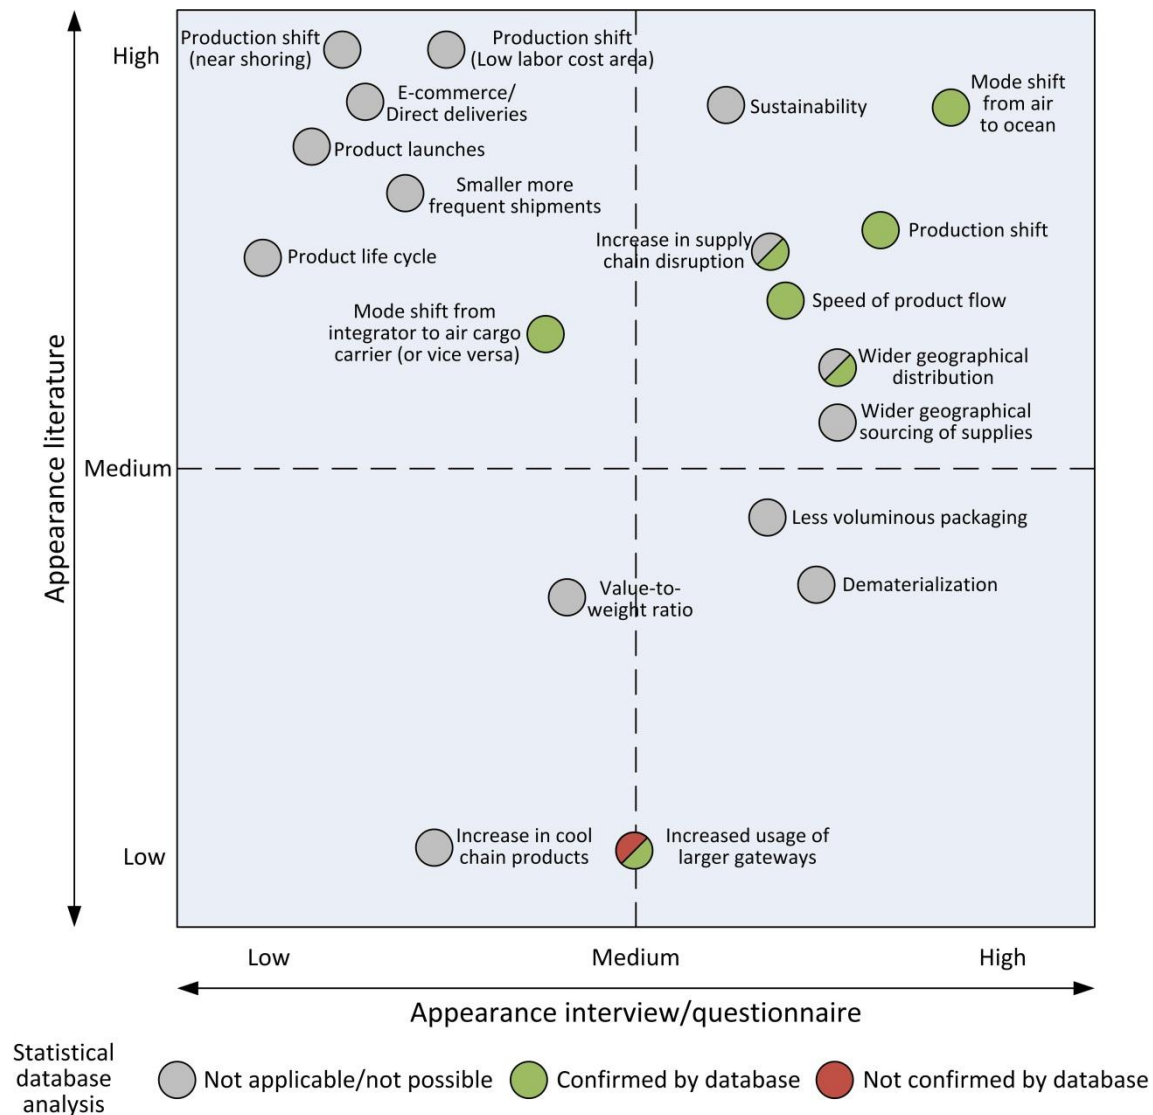 High
Production shift
(near shoring)
Production shift
(Low labor cost area)
E-commerce/
Direct deliveries
Sustainability
Mode shift
from air
to ocean
Product launches
Smaller more
frequent shipments
Product life cycle
Increase in supply
chain disruption
Production shift
Speed of product flow
Mode shift from
integrator to air cargo
carrier (or vice versa)
Wider geographical
distribution
Wider geographical
sourcing of supplies
Appearance literature
Medium
Less voluminous packaging
Dematerialization
Value-to-
weight ratio
Low
Increase in cool
chain products
Increased usage of
larger gateways
Low
Medium
High
Appearance interview/questionnaire
Statistical
database
analysis
Not applicable/not possible
Confirmed by database
Not confirmed by database